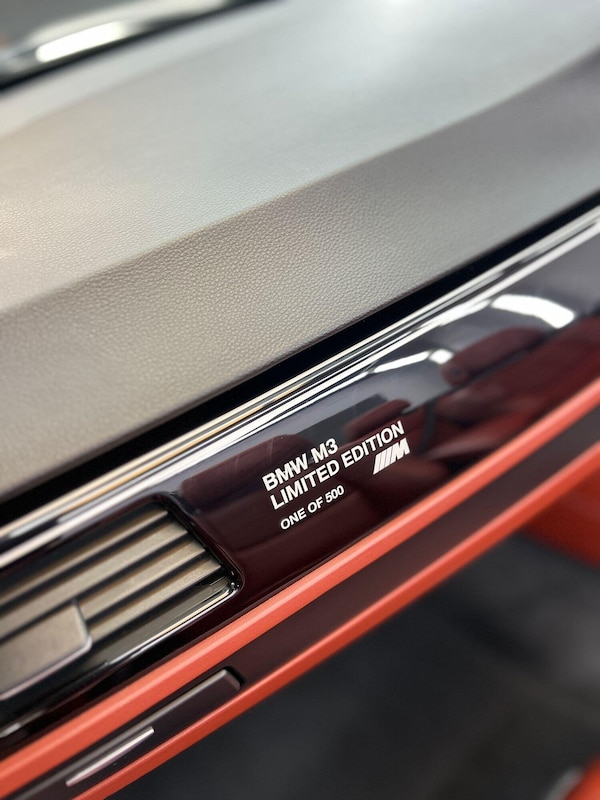 BMW M3
LIMITED EDITION
M
ONE OF 500